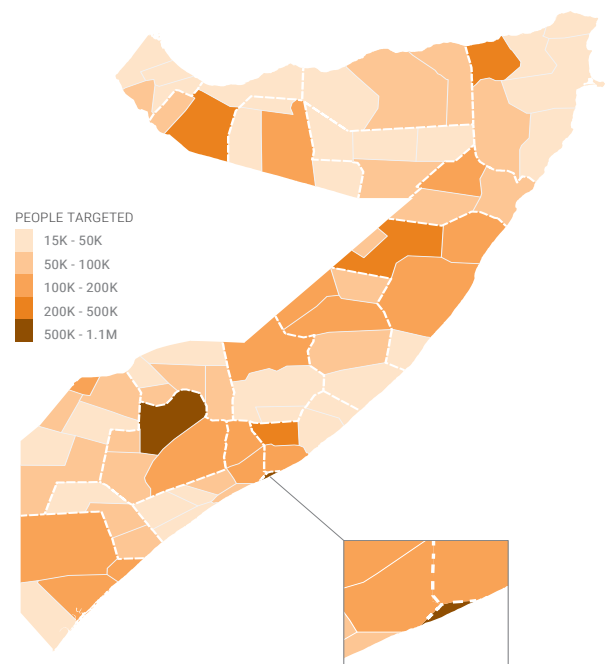 PEOPLE TARGETED
15K - 50K
50K - 100K
100K - 200K
200K - 500K
500K - 1.1M